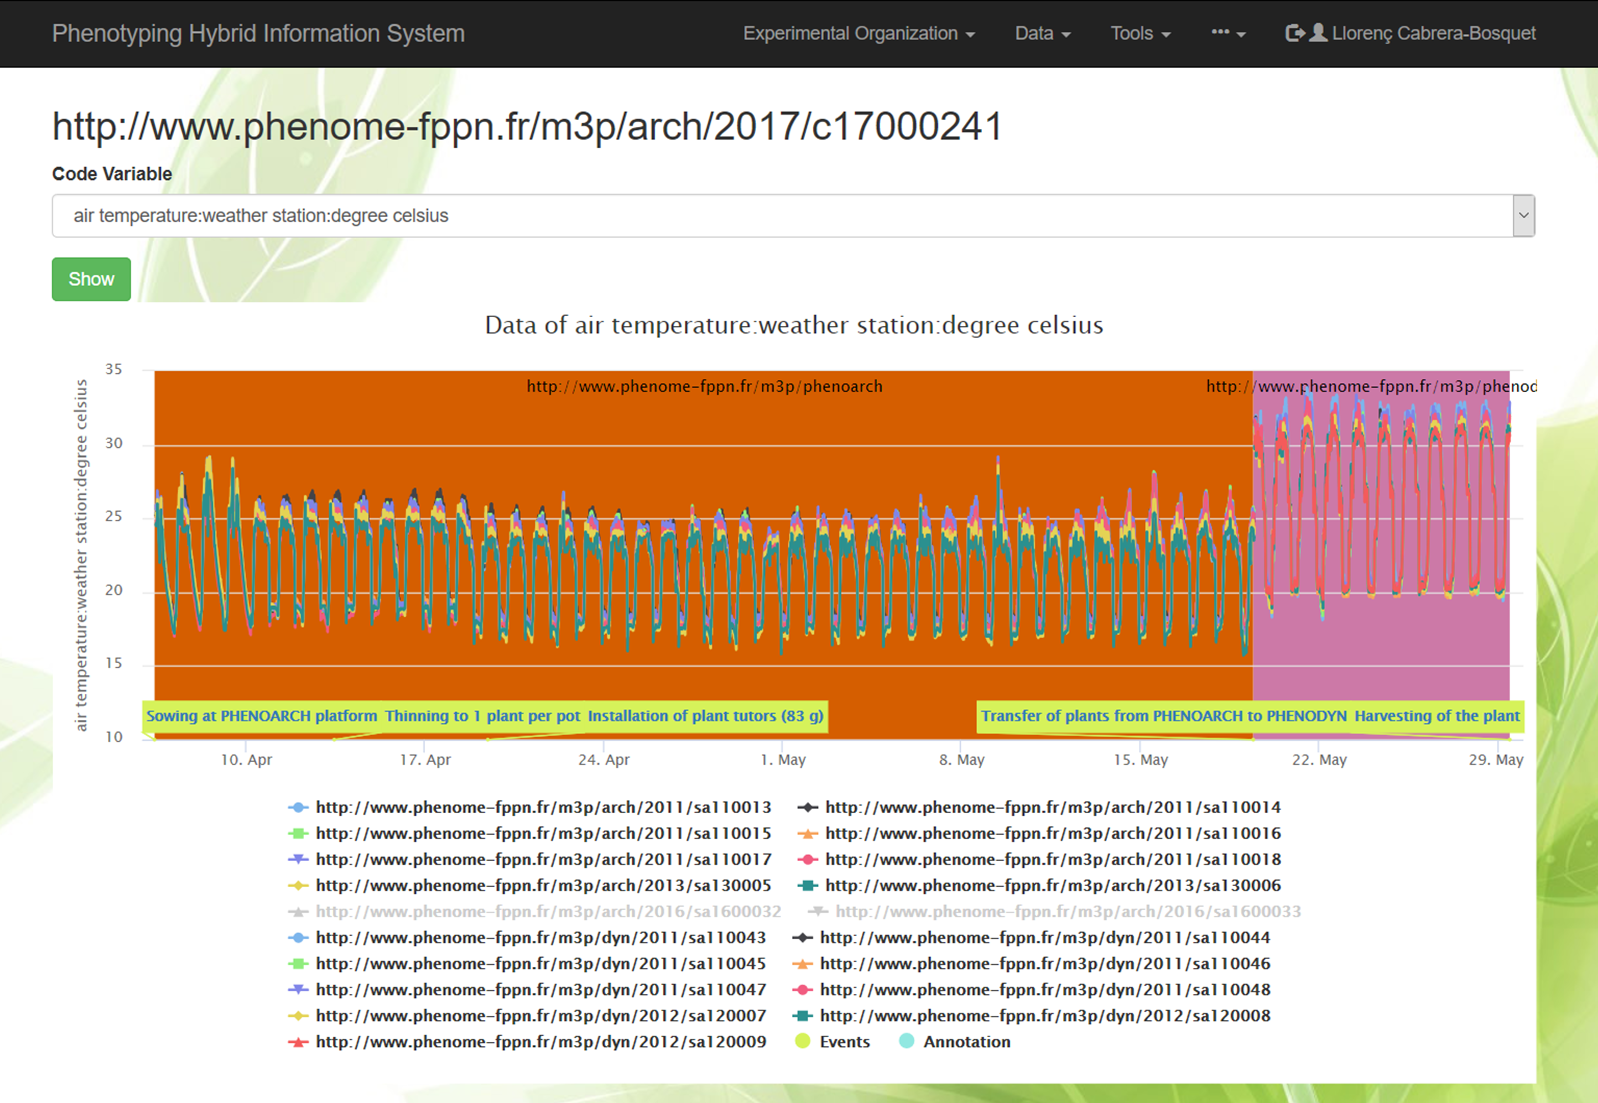 Phenotyping Hybrid Information System Experimental Organization Data Tools ••• Llorenç Cabrera-Bosquet
http://www.phenome-fppn.fr/m3p/arch/2017/c17000241
Code Variable
air temperature:weather station:degree celsius
Show
Data of air temperature:weather station:degree celsius
air temperature:weather station:degree celsius
35
30
25
20
15
10
http://www.phenome-fppn.fr/m3p/phenoarch http://www.phenome-fppn.fr/m3p/phenod
Sowing at PHENOARCH platform Thinning to 1 plant per pot Installation of plant tutors (83 g) Transfer of plants from PHENOARCH to PHENODYN Harvesting of the plant
10. Apr 17. Apr 24. Apr 1. May 8. May 15. May 22. May 29. May
http://www.phenome-fppn.fr/m3p/arch/2011/sa110013 http://www.phenome-fppn.fr/m3p/arch/2011/sa110014
http://www.phenome-fppn.fr/m3p/arch/2011/sa110015 http://www.phenome-fppn.fr/m3p/arch/2011/sa110016
http://www.phenome-fppn.fr/m3p/arch/2011/sa110017 http://www.phenome-fppn.fr/m3p/arch/2011/sa110018
http://www.phenome-fppn.fr/m3p/arch/2013/sa130005 http://www.phenome-fppn.fr/m3p/arch/2013/sa130006
http://www.phenome-fppn.fr/m3p/arch/2016/sa1600032 http://www.phenome-fppn.fr/m3p/arch/2016/sa1600033
http://www.phenome-fppn.fr/m3p/dyn/2011/sa110043 http://www.phenome-fppn.fr/m3p/dyn/2011/sa110044
http://www.phenome-fppn.fr/m3p/dyn/2011/sa110045 http://www.phenome-fppn.fr/m3p/dyn/2011/sa110046
http://www.phenome-fppn.fr/m3p/dyn/2011/sa110047 http://www.phenome-fppn.fr/m3p/dyn/2011/sa110048
http://www.phenome-fppn.fr/m3p/dyn/2012/sa120007 http://www.phenome-fppn.fr/m3p/dyn/2012/sa120008
http://www.phenome-fppn.fr/m3p/dyn/2012/sa120009 Events Annotation